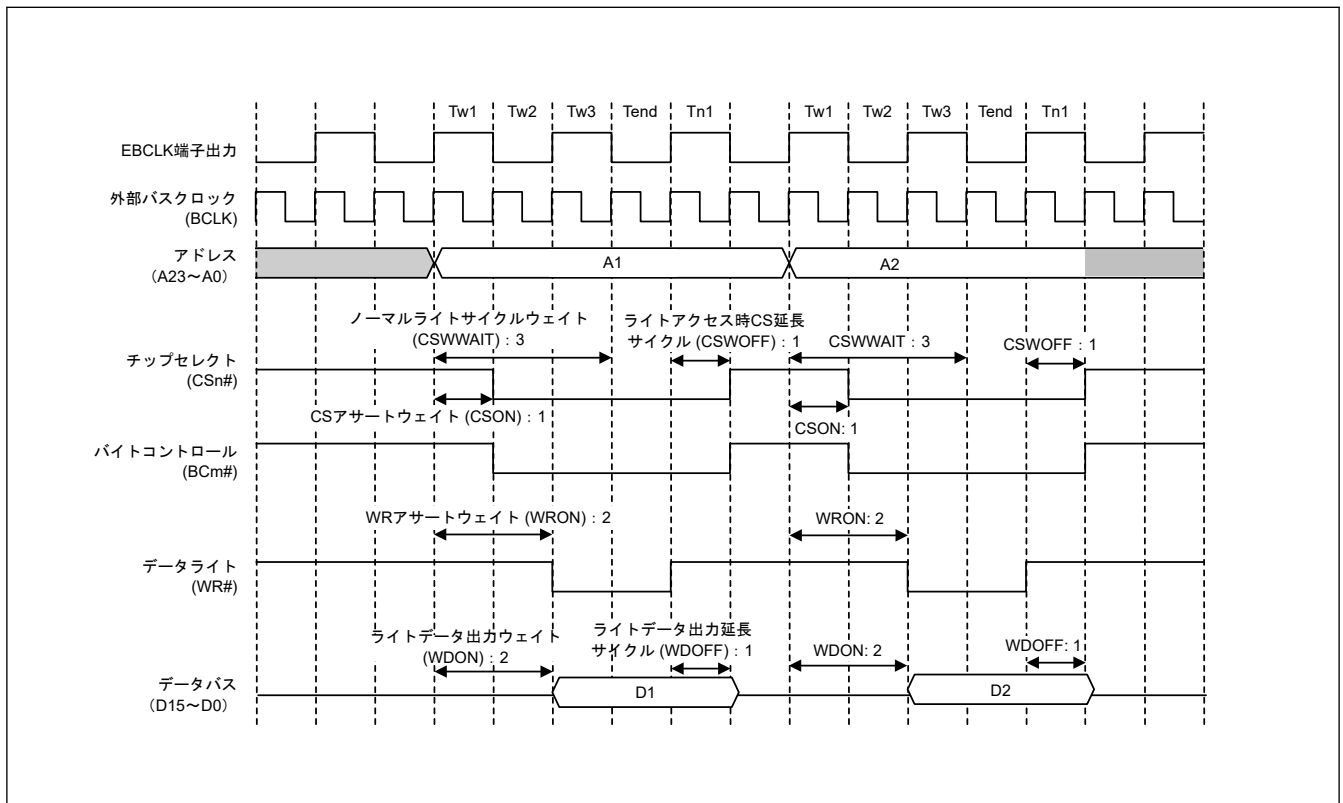 Tw1 Tw2 Tw3 Tend Tn1 Tw1 Tw2 Tw3 Tend Tn1
EBCLK端子出力
外部バスクロック
(BCLK)
アドレス
（A23～A0）
A1
A2
ノーマルライトサイクルウェイト
(CSWWAIT)：3
ライトアクセス時CS延長
サイクル (CSWOFF)：1
CSWWAIT：3
CSWOFF：1
チップセレクト
(CSn#)
CSアサートウェイト (CSON)：1
CSON: 1
バイトコントロール
(BCm#)
WRアサートウェイト (WRON)：2
WRON: 2
データライト
(WR#)
ライトデータ出力ウェイト
(WDON)：2
ライトデータ出力延長
サイクル (WDOFF)：1
WDON: 2
WDOFF: 1
データバス
（D15～D0）
D1
D2